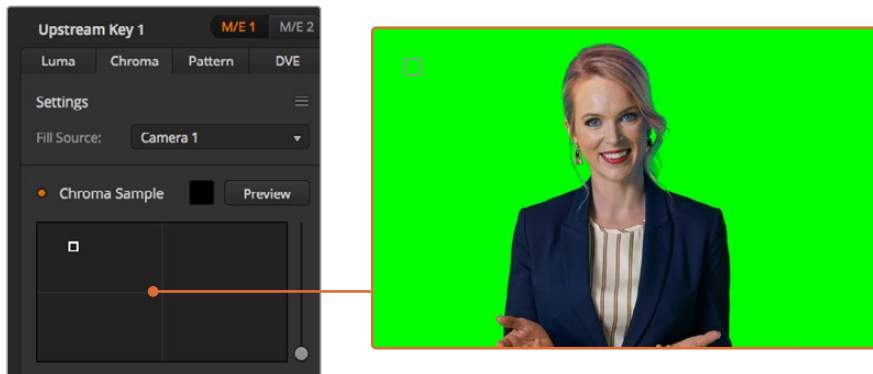 Upstream Key 1 M/E 1 M/E 2
Luma Chroma Pattern DVE
Settings
Fill Source: Camera 1
Chroma Sample Preview